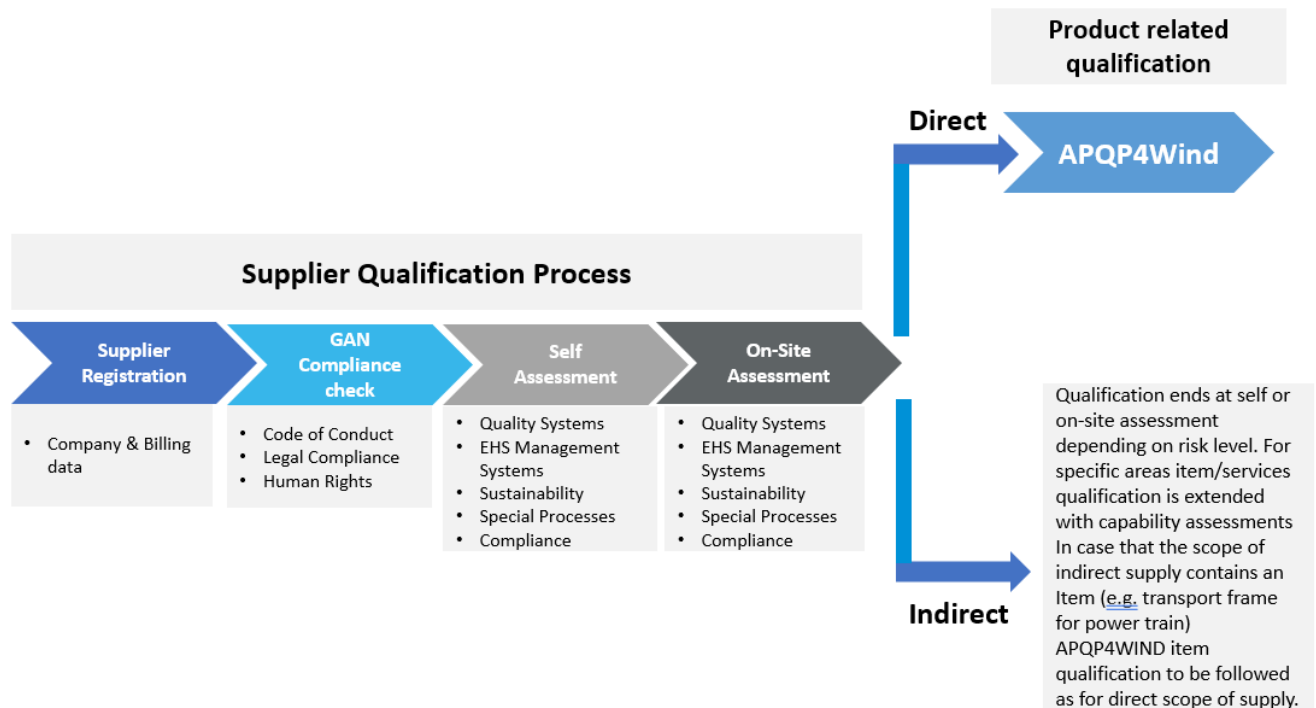 Product related
qualification
Direct
APQP4Wind
Supplier Qualification Process
Supplier
Registration
GAN
Compliance
check
Self
Assessment
On-Site
Assessment
• Company & Billing
data
• Code of Conduct
• Legal Compliance
• Human Rights
• Quality Systems
• EHS Management
Systems
• Sustainability
• Special Processes
• Compliance
• Quality Systems
• EHS Management
Systems
• Sustainability
• Special Processes
• Compliance
Indirect
Qualification ends at self or
on-site assessment
depending on risk level. For
specific areas item/services
qualification is extended
with capability assessments
In case that the scope of
indirect supply contains an
Item (e.g. transport frame
for power train)
APQP4WIND item
qualification to be followed
as for direct scope of supply.